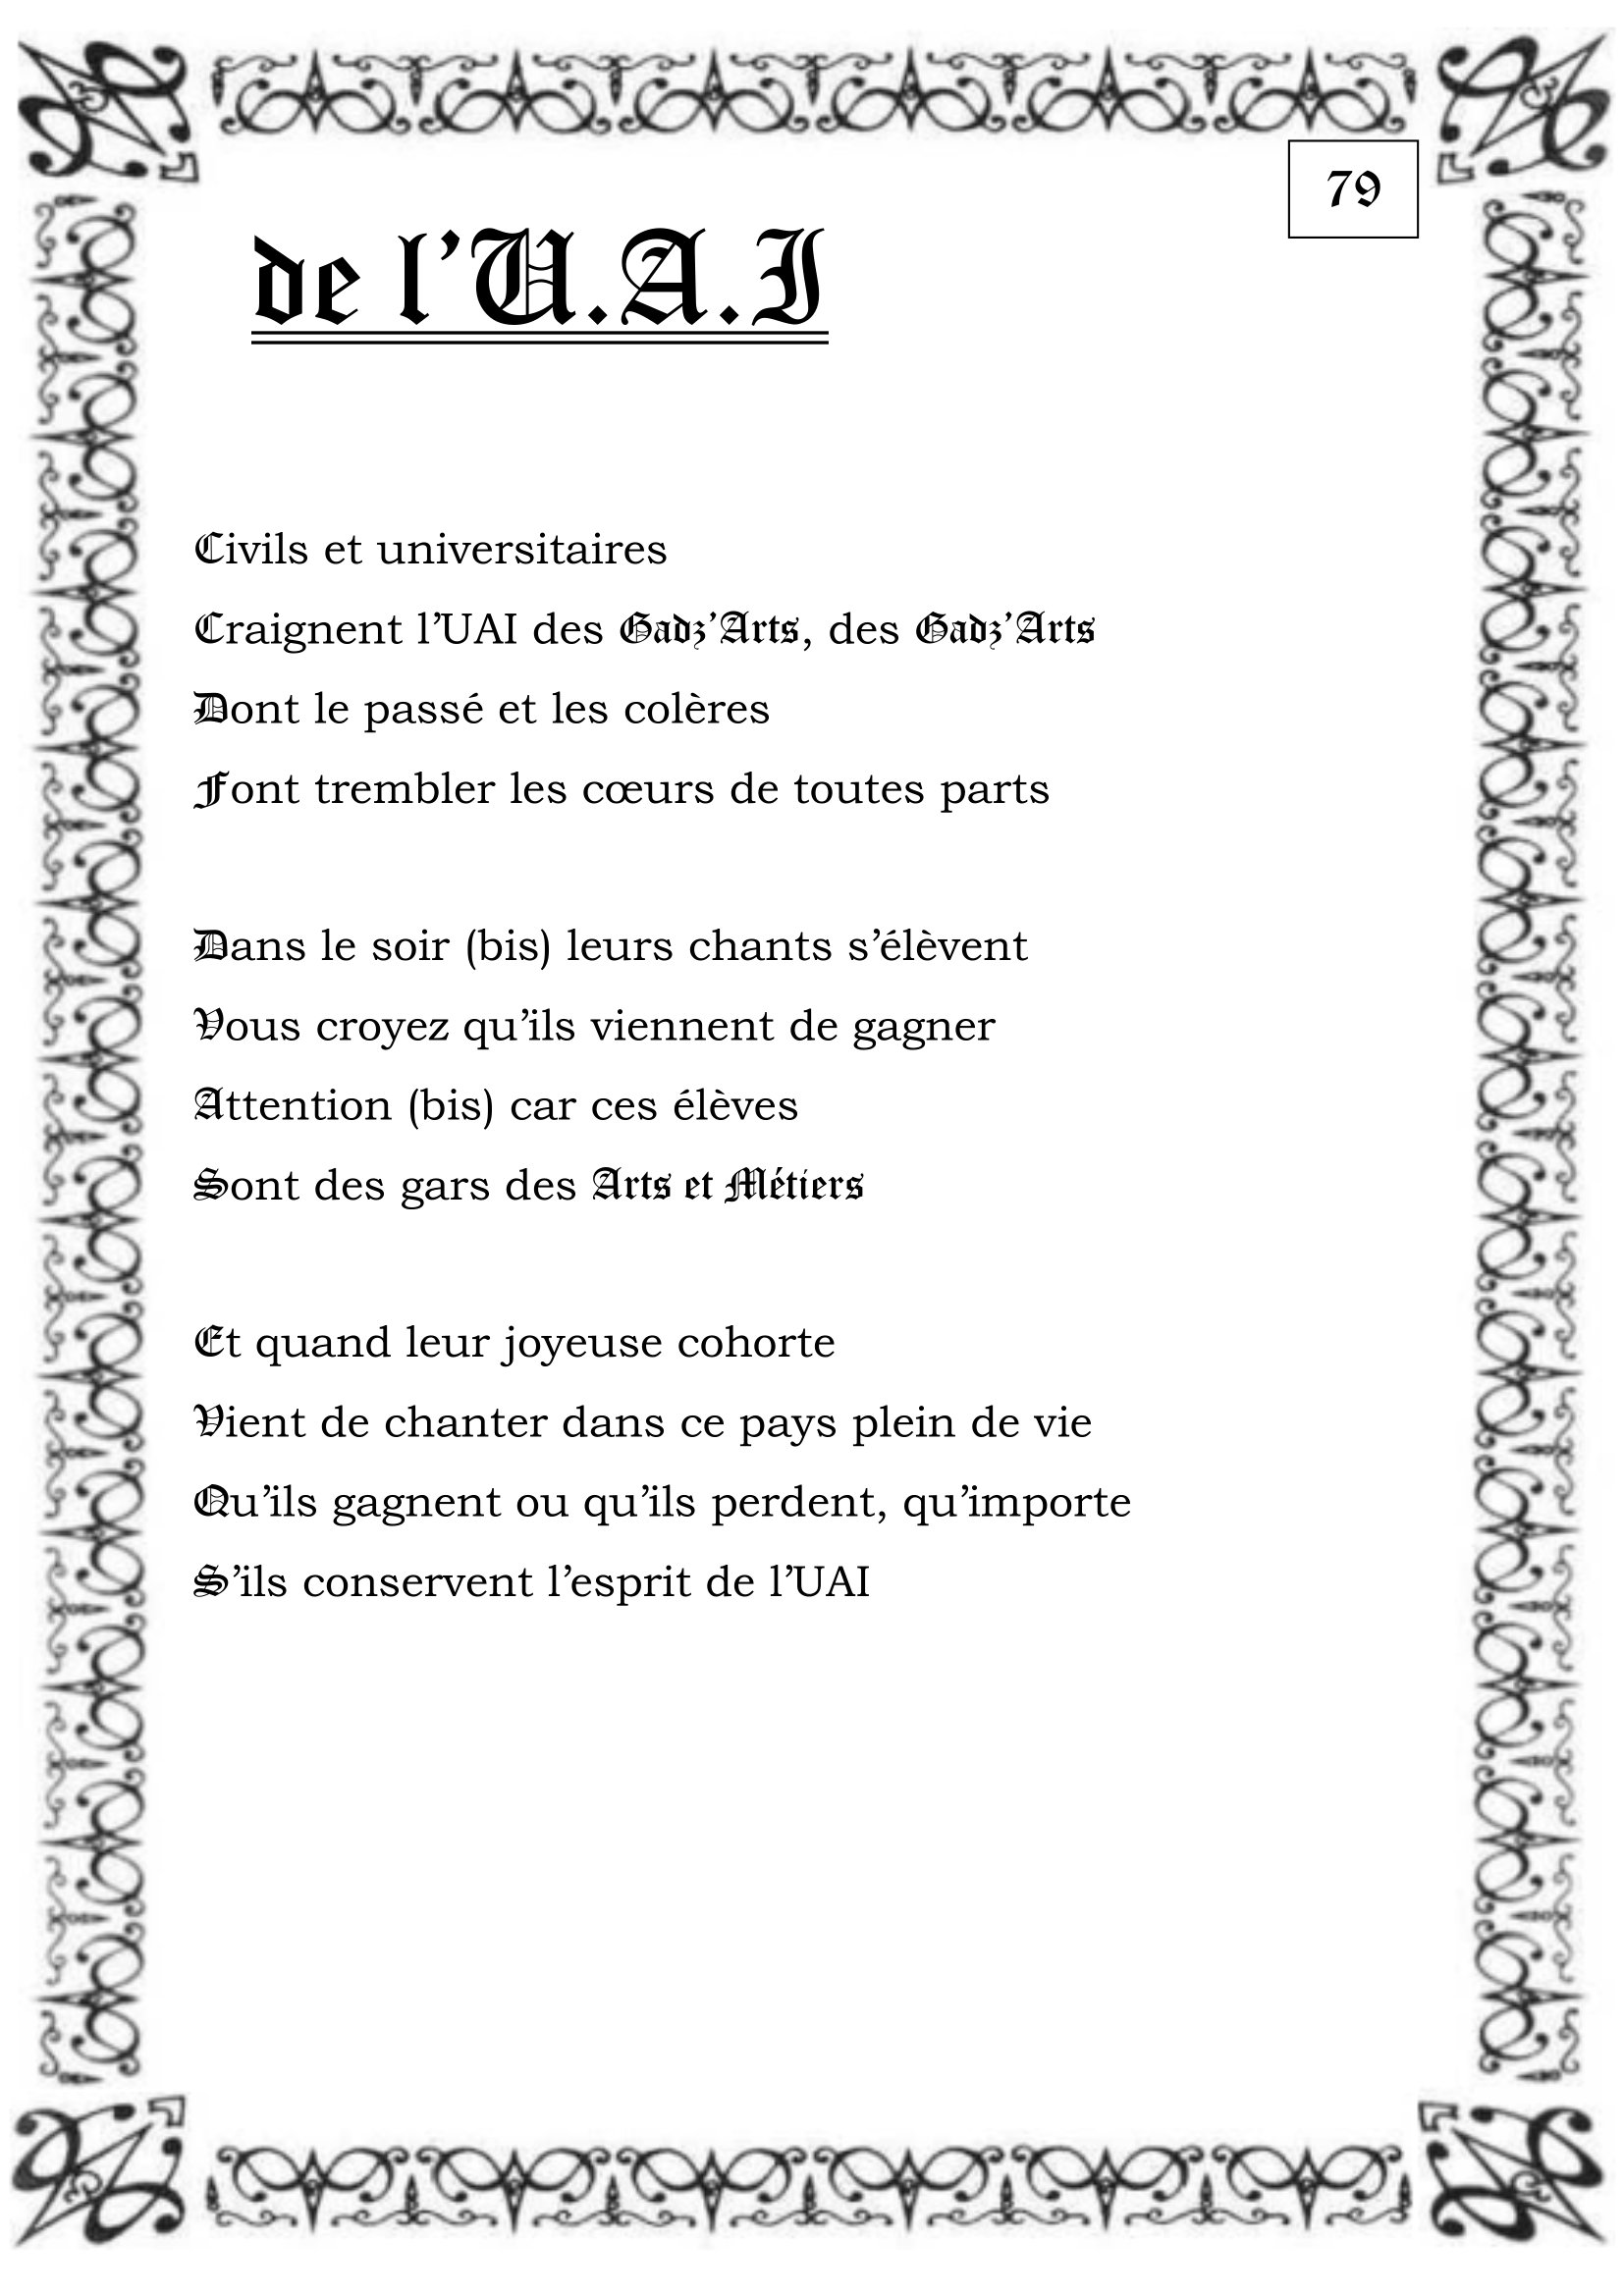 79
de l’U.A.I
Civils et universitaires
Craignent l’UAI des Gadz’Arts, des Gadz’Arts
Dont le passé et les colères
Font trembler les cœurs de toutes parts
Dans le soir (bis) leurs chants s’élèvent
Vous croyez qu’ils viennent de gagner
Attention (bis) car ces élèves
Sont des gars des Arts et Métiers
Et quand leur joyeuse cohorte
Vient de chanter dans ce pays plein de vie
Qu’ils gagnent ou qu’ils perdent, qu’importe
S’ils conservent l’esprit de l’UAI